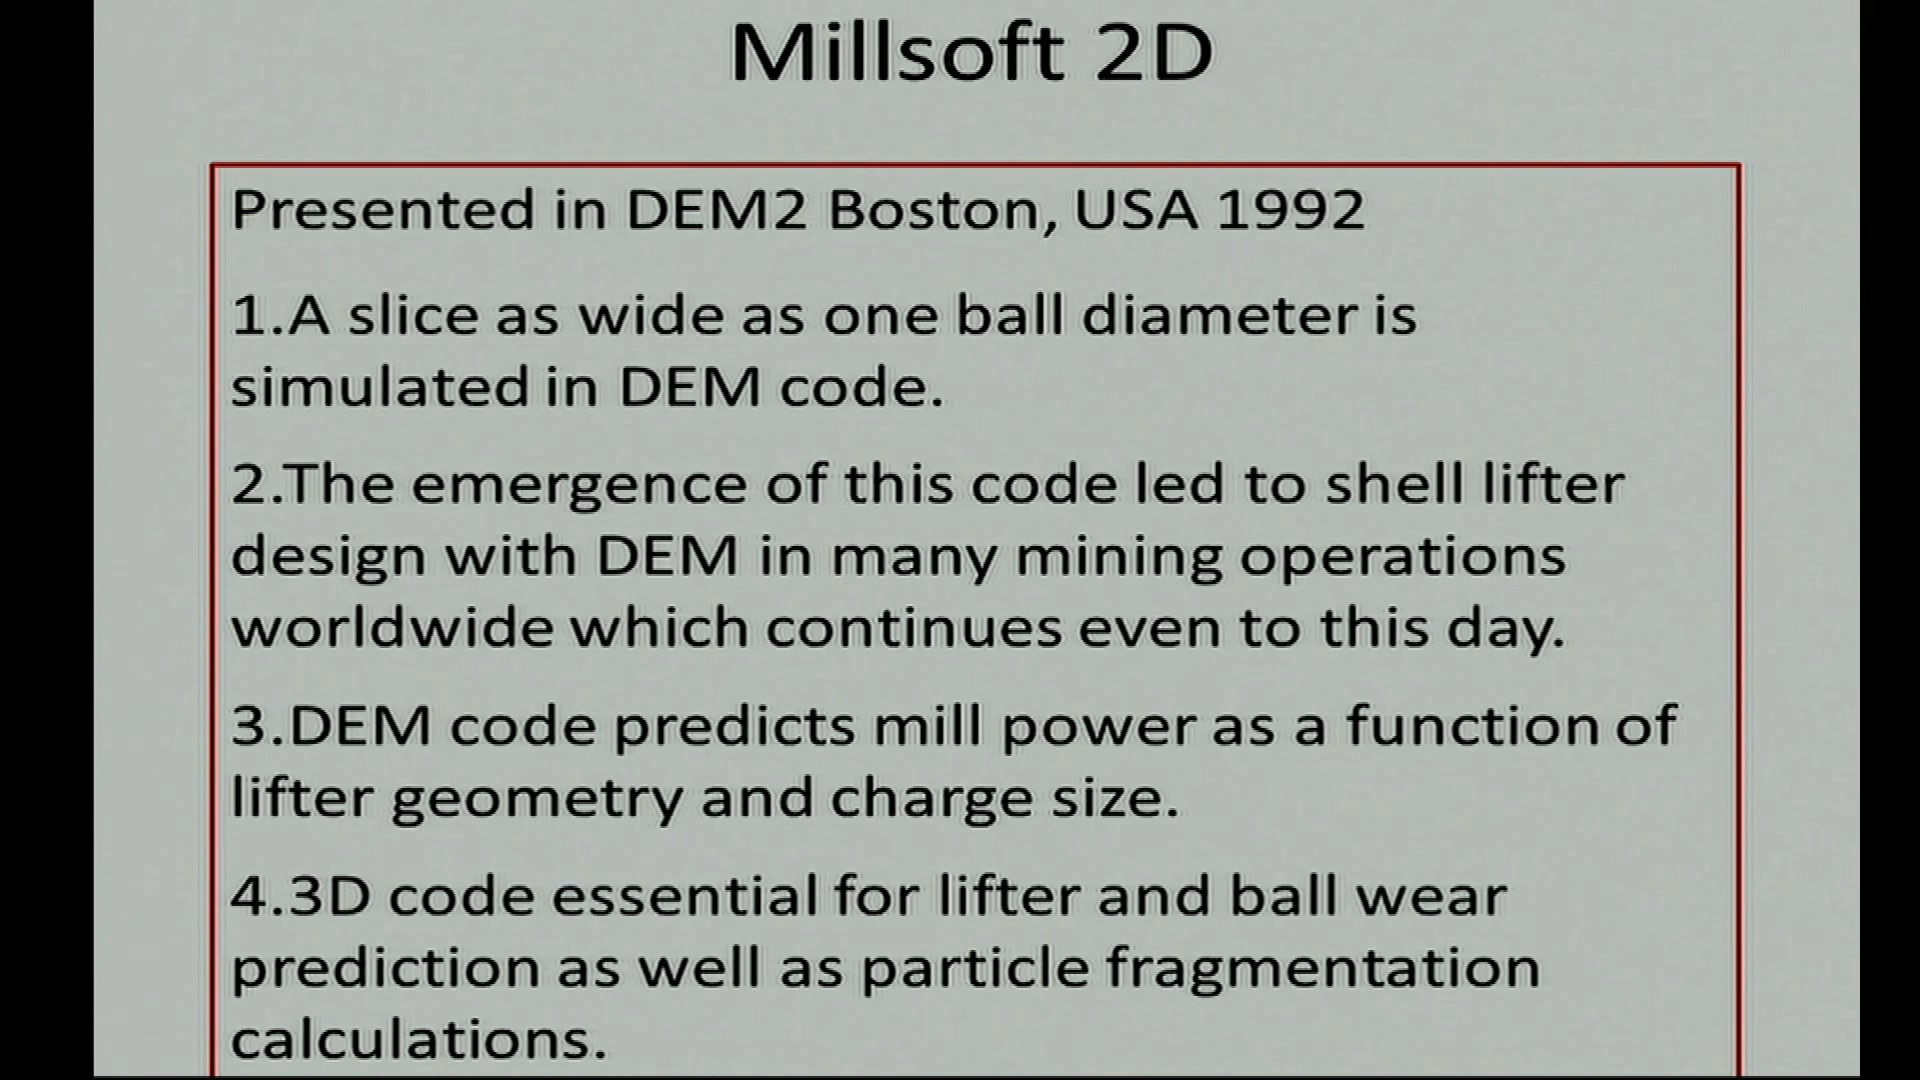 Millsoft 2D
Presented in DEM2 Boston, USA 1992
1.A slice as wide as one ball diameter is
simulated in DEM code.
2.The emergence of this code led to shell lifter
design with DEM in many mining operations
worldwide which continues even to this day.
3.DEM code predicts mill power as a function of
lifter geometry and charge size.
4.3D code essential for lifter and ball wear
prediction as well as particle fragmentation
calculations.